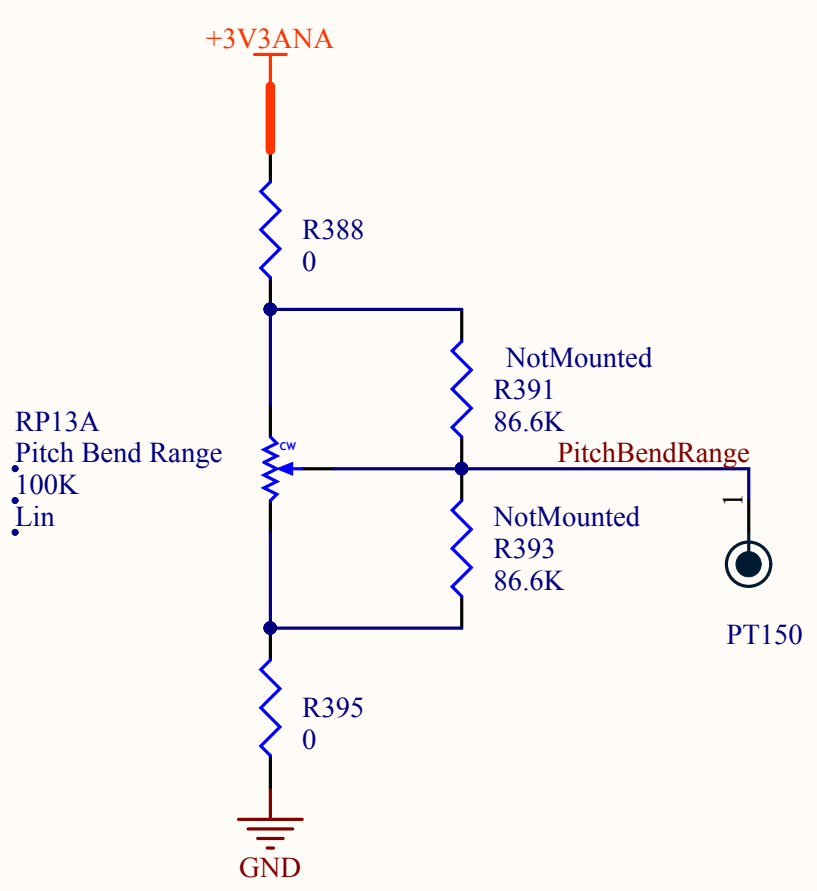 +3V3ANA
R388
0
NotMounted
R391
86.6K
RP13A
Pitch Bend Range
100K
Lin
CW
PitchBendRange
1
NotMounted
R393
86.6K
PT150
R395
0
GND